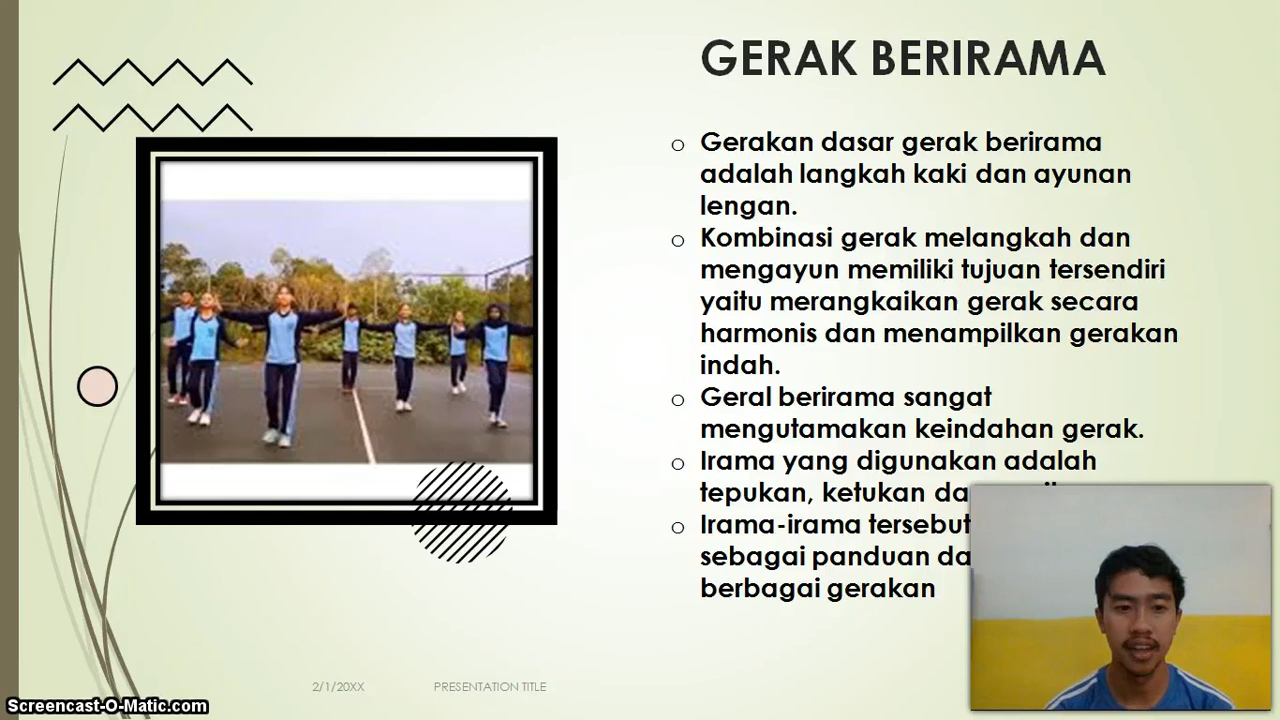 GERAK BERIRAMA
Gerakan dasar gerak berirama
adalah langkah kaki dan ayunan
lengan.
Kombinasi gerak melangkah dan
mengayun memiliki tujuan tersendiri
yaitu merangkaikan gerak secara
harmonis dan menampilkan gerakan
indah.
Geral berirama sangat
mengutamakan keindahan gerak.
Irama yang digunakan adalah
tepukan, ketukan
Irama-irama tersebut
sebagai panduan
berbagai gerakan
2/1/20XX PRESENTATION TITLE
Screencast-O-Matic.com